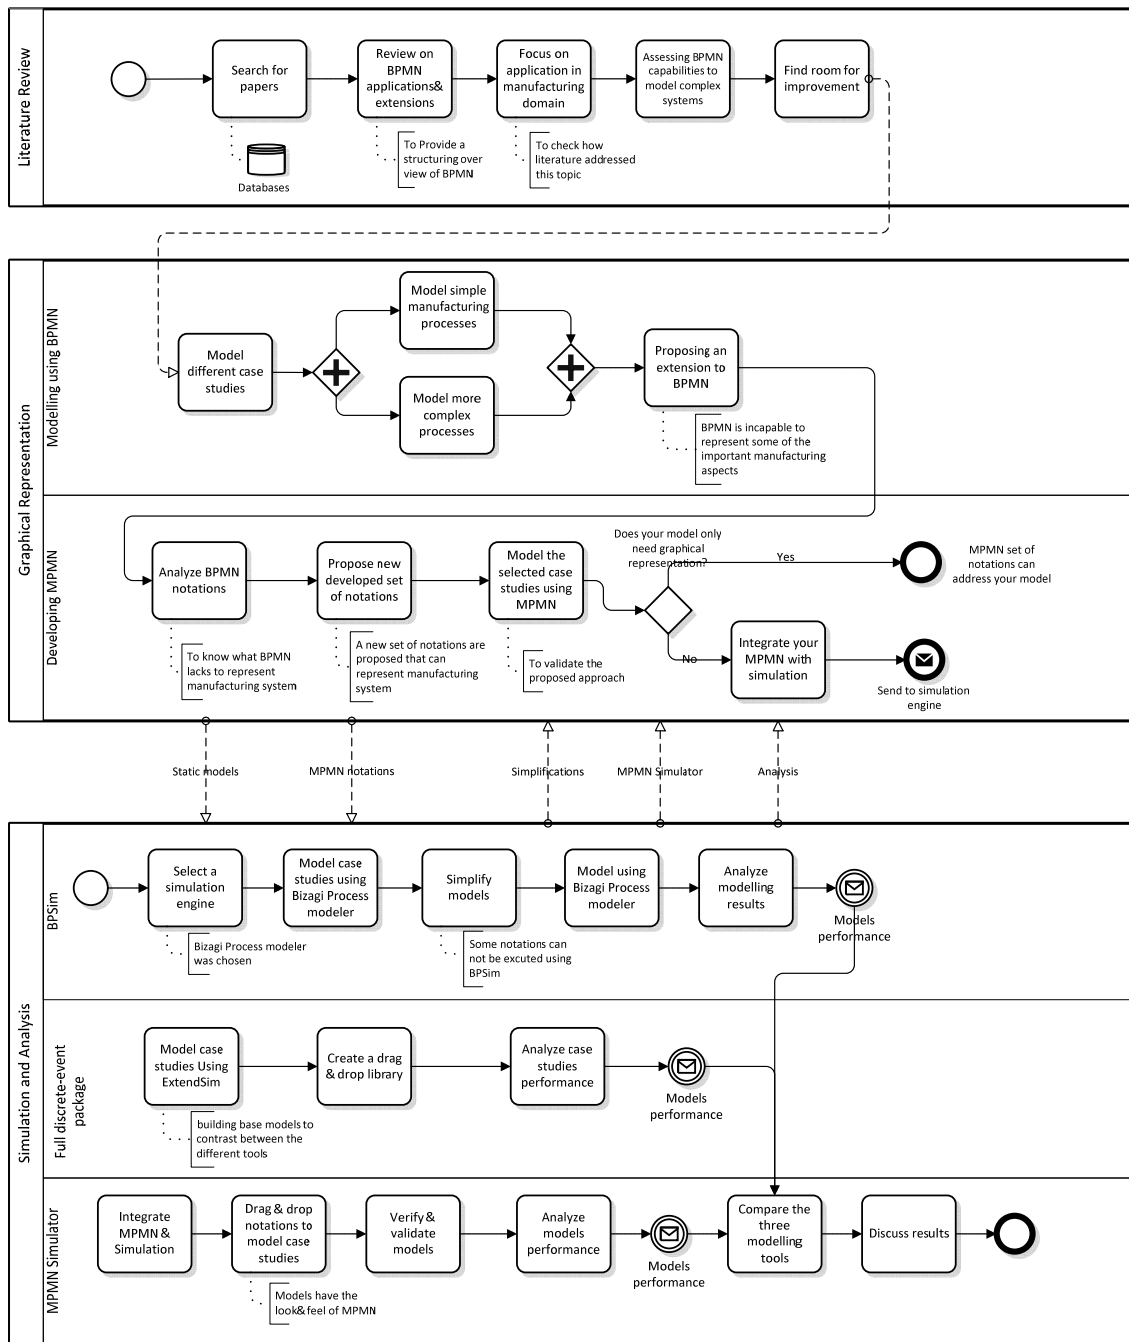 Literature Review
Search for
papers
Review on
BPMN
applications&
extensions
Focus on
application in
manufacturing
domain
Assessing BPMN
capabilities to
model complex
systems
Find room for
improvement
Databases
To Provide a
structuring over
view of BPMN
To check how
literature addressed
this topic
Graphical Representation
Modelling using BPMN
Model
different case
studies
Model simple
manufacturing
processes
Model more
complex
processes
Proposing an
extension to
BPMN
BPMN is incapable to
represent some of the
important manufacturing
aspects
Developing MPMN
Analyze BPMN
notations
Propose new
developed set
of notations
Model the
selected case
studies using
MPMN
Does your model only
need graphical
representation?
Yes
No
MPMN set of
notations can
address your model
Integrate your
MPMN with
simulation
Send to simulation
engine
To know what BPMN
lacks to represent
manufacturing system
A new set of notations are
proposed that can
represent manufacturing
system
To validate the
proposed approach
Static models
MPMN notations
Simplifications
MPMN Simulator
Analysis
Simulation and Analysis
BPSim
Select a
simulation
engine
Model case
studies using
Bizagi Process
modeler
Simplify
models
Model using
Bizagi Process
modeler
Analyze
modelling
results
Models
performance
Bizagi Process modeler
was chosen
Some notations can
not be excuted using
BPSim
Full discrete-event
package
Model case
studies Using
ExtendSim
Create a drag
& drop library
Analyze case
studies
performance
Models
performance
building base models to
contrast between the
different tools
MPMN Simulator
Integrate
MPMN &
Simulation
Drag & drop
notations to
model case
studies
Verify &
validate
models
Analyze
models
performance
Models
performance
Compare the
three
modelling
tools
Discuss results
Models have the
look& feel of MPMN